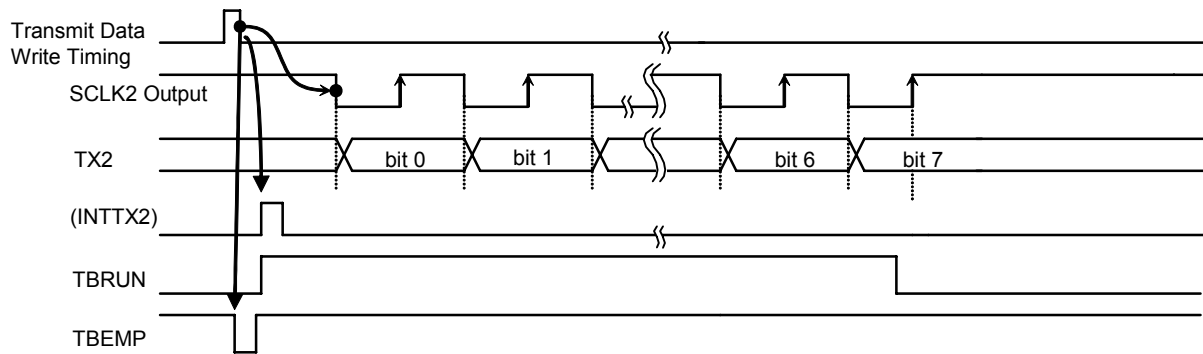 Transmit Data
Write Timing
SCLK2 Output
TX2
bit 0
bit 1
bit 6
bit 7
(INTTX2)
TBRUN
TBEMP